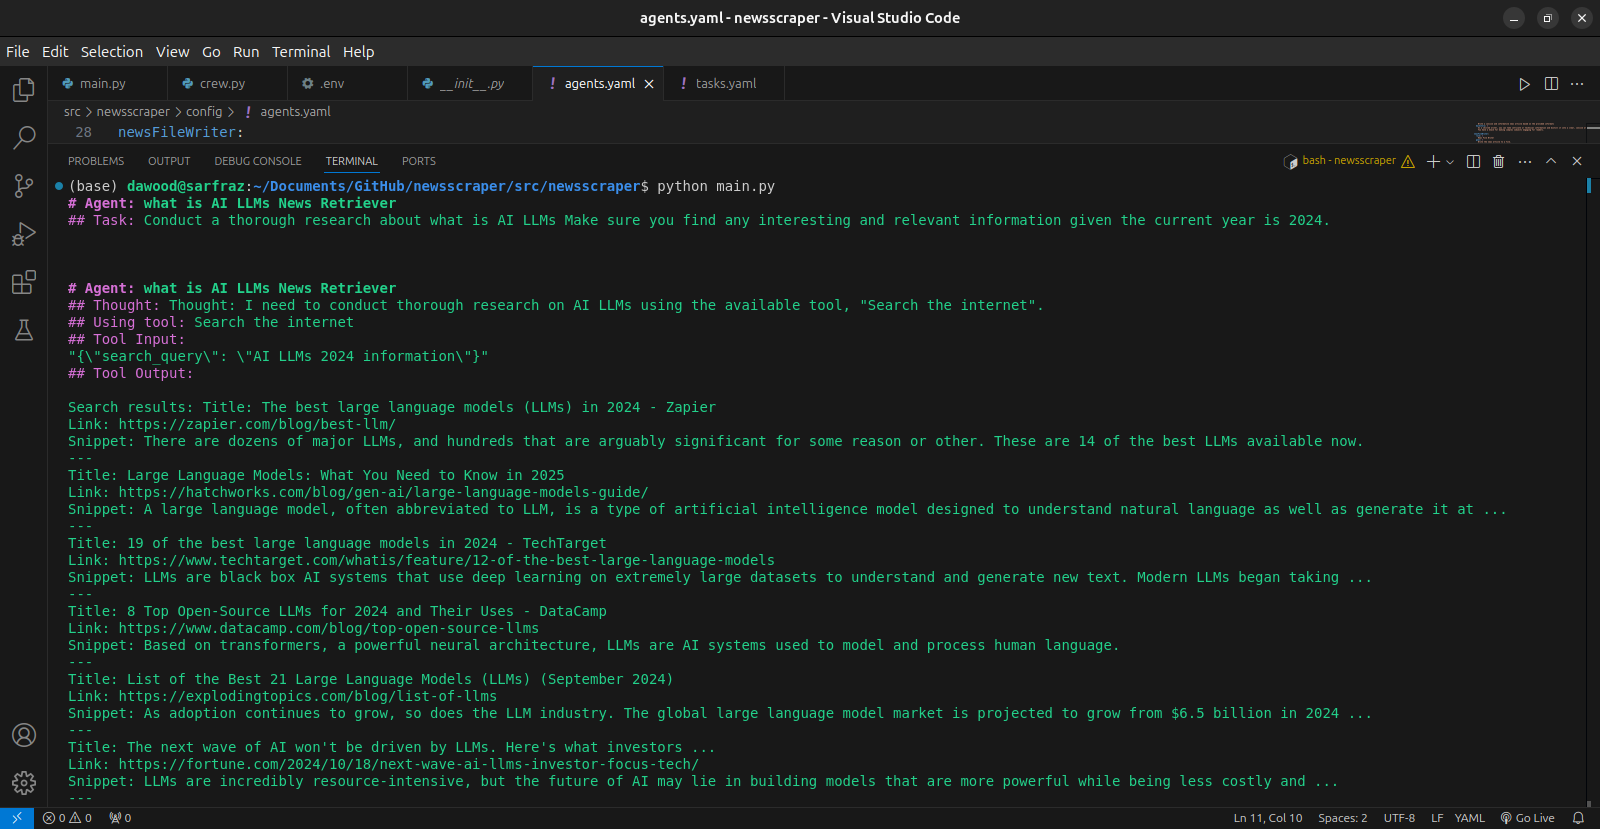 agents.yaml - newsscraper - Visual Studio Code
File Edit Selection View Go Run Terminal Help
main.py crew.py .env __init__.py ! agents.yaml ! tasks.yaml
src > newsscraper > config > ! agents.yaml
28 newsFileWriter:
PROBLEMS OUTPUT DEBUG CONSOLE TERMINAL PORTS bash - newsscraper
(base) dawood@sarfraz:~/Documents/GitHub/newsscraper/src/newsscraper$ python main.py
# Agent: what is AI LLMs News Retriever
## Task: Conduct a thorough research about what is AI LLMs Make sure you find any interesting and relevant information given the current year is 2024.
# Agent: what is AI LLMs News Retriever
## Thought: Thought: I need to conduct thorough research on AI LLMs using the available tool, "Search the internet".
## Using tool: Search the internet
## Tool Input:
"{\"search_query\": \"AI LLMs 2024 information\"}"
## Tool Output:
Search results: Title: The best large language models (LLMs) in 2024 - Zapier
Link: https://zapier.com/blog/best-llm/
Snippet: There are dozens of major LLMs, and hundreds that are arguably significant for some reason or other. These are 14 of the best LLMs available now.
---
Title: Large Language Models: What You Need to Know in 2025
Link: https://hatchworks.com/blog/gen-ai/large-language-models-guide/
Snippet: A large language model, often abbreviated to LLM, is a type of artificial intelligence model designed to understand natural language as well as generate it at ...
---
Title: 19 of the best large language models in 2024 - TechTarget
Link: https://www.techtarget.com/whatis/feature/12-of-the-best-large-language-models
Snippet: LLMs are black box AI systems that use deep learning on extremely large datasets to understand and generate new text. Modern LLMs began taking ...
---
Title: 8 Top Open-Source LLMs for 2024 and Their Uses - DataCamp
Link: https://www.datacamp.com/blog/top-open-source-llms
Snippet: Based on transformers, a powerful neural architecture, LLMs are AI systems used to model and process human language.
---
Title: List of the Best 21 Large Language Models (LLMs) (September 2024)
Link: https://explodingtopics.com/blog/list-of-llms
Snippet: As adoption continues to grow, so does the LLM industry. The global large language model market is projected to grow from $6.5 billion in 2024 ...
---
Title: The next wave of AI won't be driven by LLMs. Here's what investors ...
Link: https://fortune.com/2024/10/18/next-wave-ai-llms-investor-focus-tech/
Snippet: LLMs are incredibly resource-intensive, but the future of AI may lie in building models that are more powerful while being less costly and ...
---
0 0 0 Ln 11, Col 10 Spaces: 2 UTF-8 LF YAML Go Live